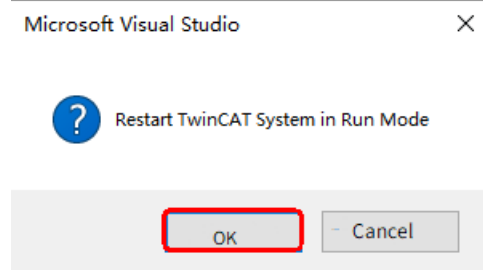 Microsoft Visual Studio
Restart TwinCAT System in Run Mode
OK
Cancel